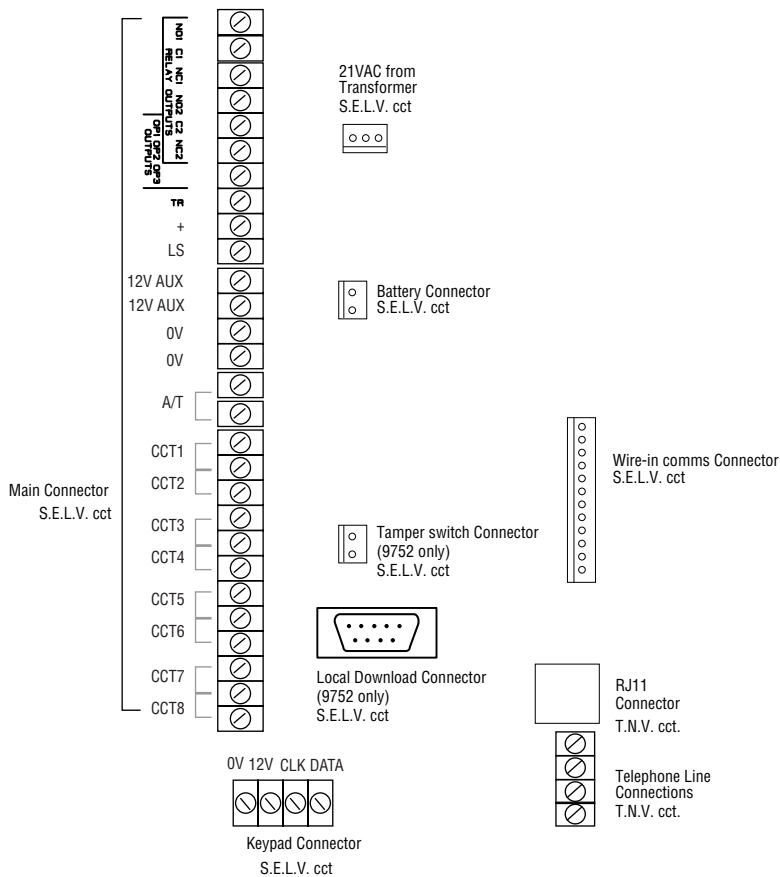 NO1 C1 NC1 NO2 C2 NC2
RELAY OUTPUTS
OP1 OP2 OP3
OUTPUTS
TR
+
LS
12V AUX
12V AUX
0V
0V
A/T
CCT1
CCT2
CCT3
CCT4
CCT5
CCT6
CCT7
CCT8
Main Connector
S.E.L.V. cct
21VAC from
Transformer
S.E.L.V. cct
Battery Connector
S.E.L.V. cct
Wire-in comms Connector
S.E.L.V. cct
Tamper switch Connector
(9752 only)
S.E.L.V. cct
Local Download Connector
(9752 only)
S.E.L.V. cct
RJ11
Connector
T.N.V. cct.
Telephone Line
Connections
T.N.V. cct.
0V 12V CLK DATA
Keypad Connector
S.E.L.V. cct